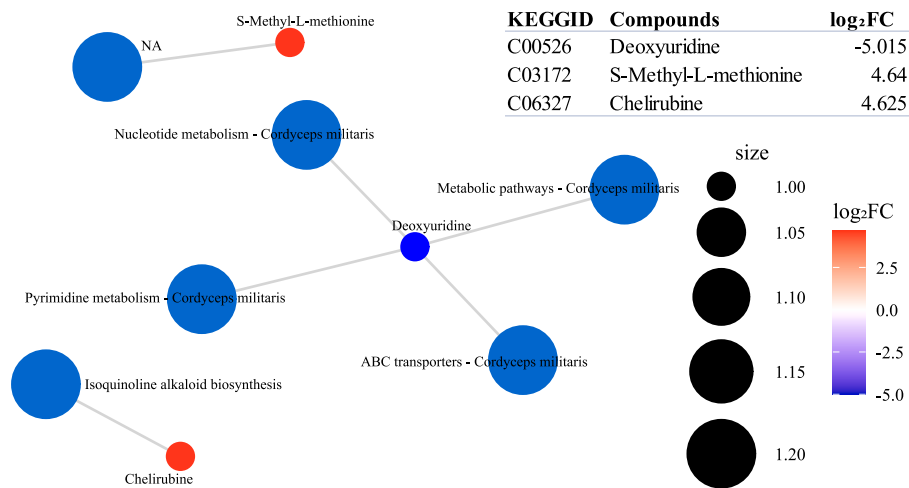 S-Methyl-L-methionine
NA
Nucleotide metabolism - Cordyceps militaris
Metabolic pathways - Cordyceps militaris
Deoxyuridine
Pyrimidine metabolism - Cordyceps militaris
ABC transporters - Cordyceps militaris
Isoquinoline alkaloid biosynthesis
Chelirubine
KEGGID Compounds log₂FC
C00526 Deoxyuridine -5.015
C03172 S-Methyl-L-methionine 4.64
C06327 Chelirubine 4.625
size
1.00
1.05
1.10
1.15
1.20
log₂FC
2.5
0.0
-2.5
-5.0